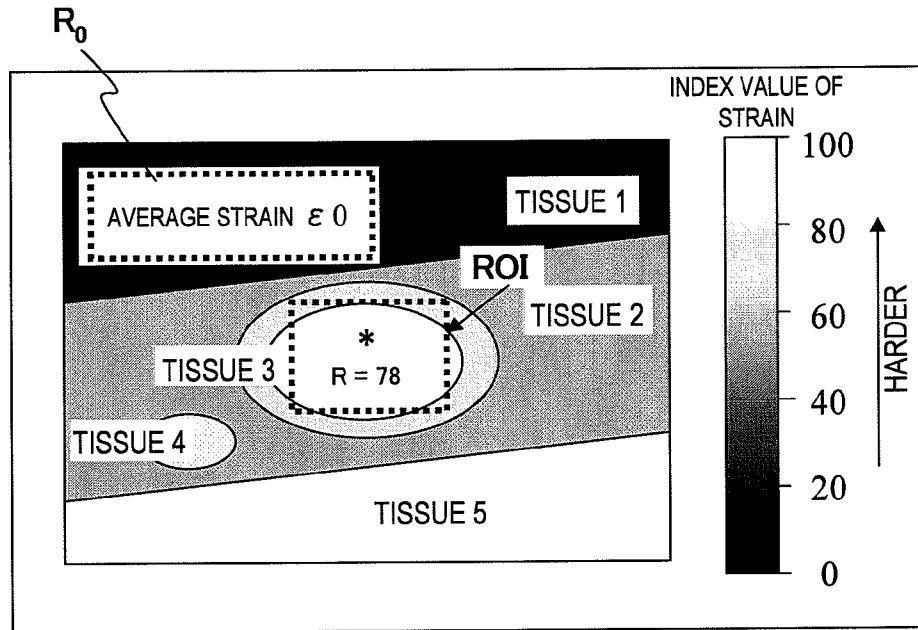 R0
INDEX VALUE OF
STRAIN
100
80
60
40
20
0
HARDER
AVERAGE STRAIN ε 0
TISSUE 1
ROI
TISSUE 2
*
TISSUE 3
R = 78
TISSUE 4
TISSUE 5